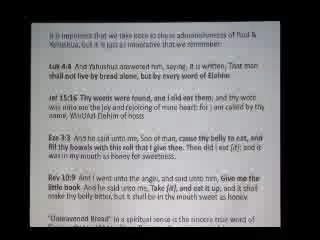 It is important that we take note to these admonishments of Paul &
Yahushua, but it is just as imperative that we remember:
Luk 4:4 And Yahushua answered him, saying, It is written, That man
shall not live by bread alone, but by every word of Elohim
Jer 15:16 Thy words were found, and I did eat them; and thy word
was unto me the joy and rejoicing of mine heart: for I am called by thy
name, Elohim of hosts
Eze 3:3 And he said unto me, Son of man, cause thy belly to eat, and
fill thy bowels with this roll that I give thee. Then did I eat [it]; and it
was in my mouth as honey for sweetness.
Rev 10:9 And I went unto the angel, and said unto him, Give me the
little book. And he said unto me, Take [it], and eat it up; and it shall
make thy belly bitter, but it shall be in thy mouth sweet as honey.
"Unleavened Bread" in a spiritual sense is the sincere true word of